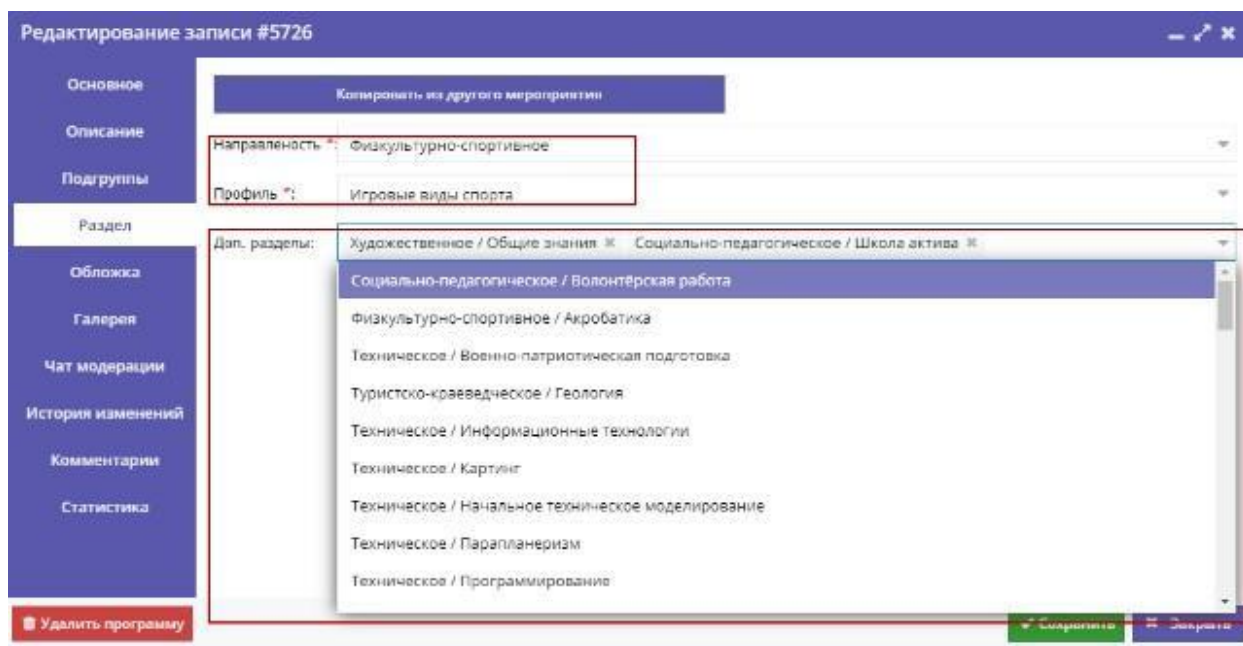 Редактирование записи #5726
Основное
Описание
Подгруппы
Раздел
Обложка
Галерея
Чат модерации
История изменений
Комментарии
Статистика
Удалить программу
Копировать из другого мероприятия
Направленость *: Физкультурно-спортивное
Профиль *: Игровые виды спорта
Доп. разделы: Художественное / Общие знания × Социально-педагогическое / Школа актива ×
Социально-педагогическое / Волонтёрская работа
Физкультурно-спортивное / Акробатика
Техническое / Военно-патриотическая подготовка
Туристско-краеведческое / Геология
Техническое / Информационные технологии
Техническое / Картинг
Техническое / Начальное техническое моделирование
Техническое / Парапланеризм
Техническое / Программирование
Сохранить
Закрыть